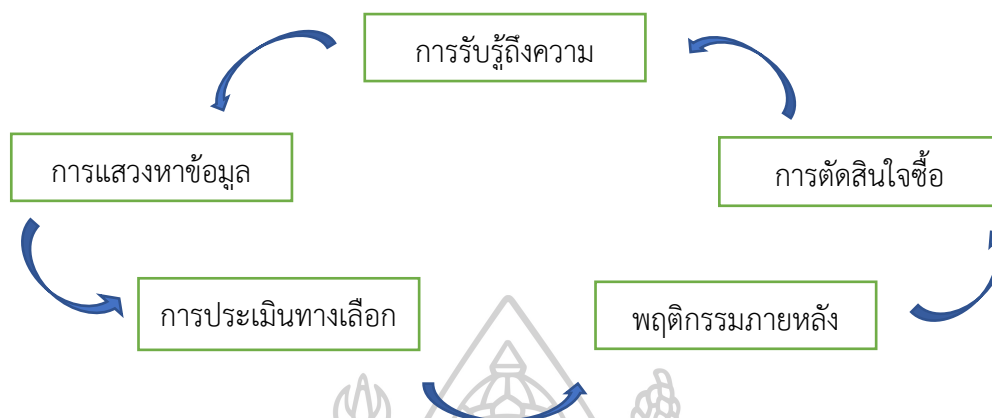 การรับรู้ถึงความ
การแสวงหาข้อมูล
การตัดสินใจซื้อ
การประเมินทางเลือก
พฤติกรรมภายหลัง